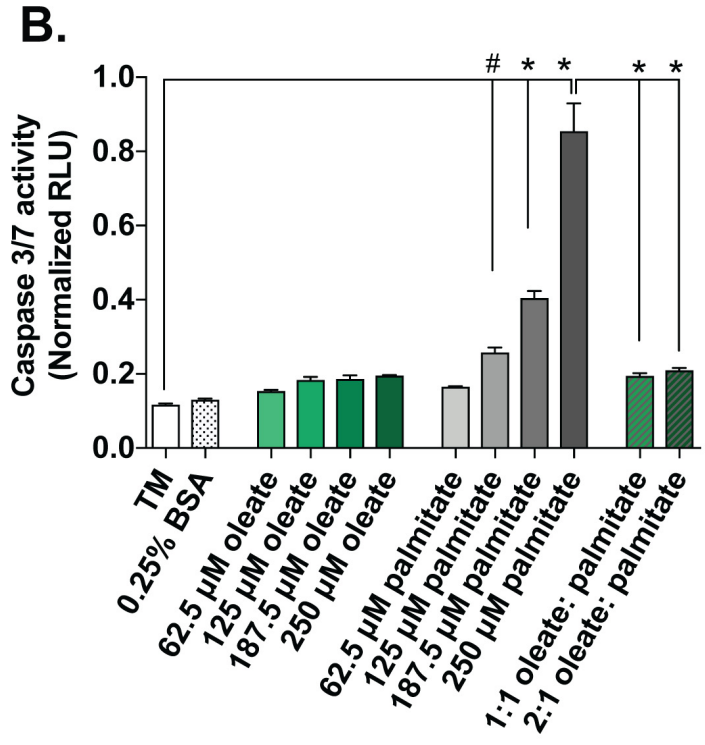 B.
Caspase 3/7 activity
(Normalized RLU)
1.0
0.8
0.6
0.4
0.2
0.0
# * * * *
TM
0.25% BSA
62.5 µM oleate
125 µM oleate
187.5 µM oleate
250 µM oleate
62.5 µM palmitate
125 µM palmitate
187.5 µM palmitate
250 µM palmitate
1:1 oleate: palmitate
2:1 oleate: palmitate